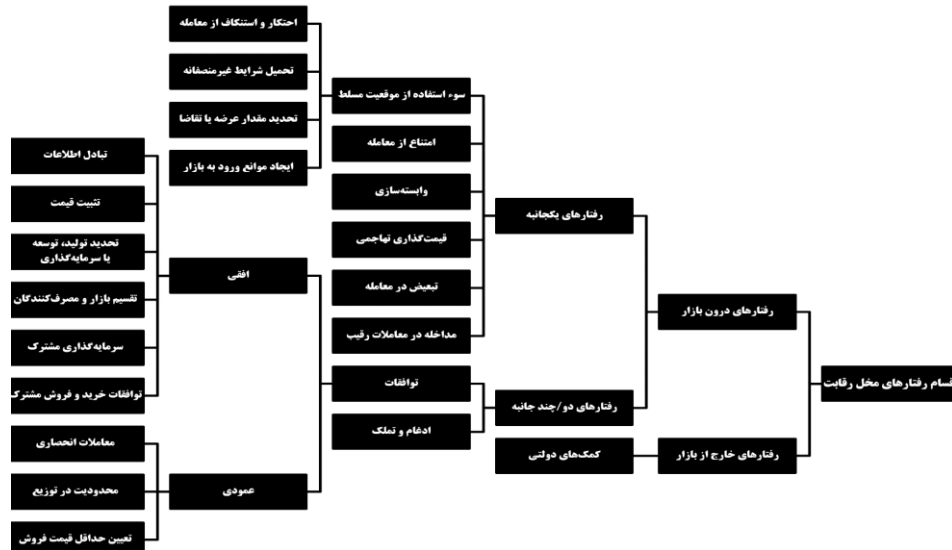 قسام رفتارهای مخل رقابت
رفتارهای درون بازار
رفتارهای خارج از بازار
رفتارهای یکجانبه
رفتارهای دو/چند جانبه
کمک‌های دولتی
سوء استفاده از موقعیت مسلط
امتناع از معامله
وابسته‌سازی
قیمت‌گذاری تهاجمی
تبعیض در معامله
مداخله در معاملات رقیب
توافقات
ادغام و تملک
احتکار و استنکاف از معامله
تحمیل شرایط غیرمنصفانه
تحدید مقدار عرضه یا تقاضا
ایجاد موانع ورود به بازار
افقی
عمودی
تبادل اطلاعات
تثبیت قیمت
تحدید تولید، توسعه
یا سرمایه‌گذاری
تقسیم بازار و مصرف‌کنندگان
سرمایه‌گذاری مشترک
توافقات خرید و فروش مشترک
معاملات انحصاری
محدودیت در توزیع
تعیین حداقل قیمت فروش